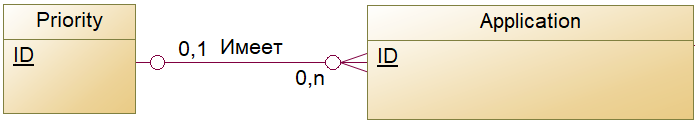 Priority
ID
0,1 Имеет
0,n
Application
ID